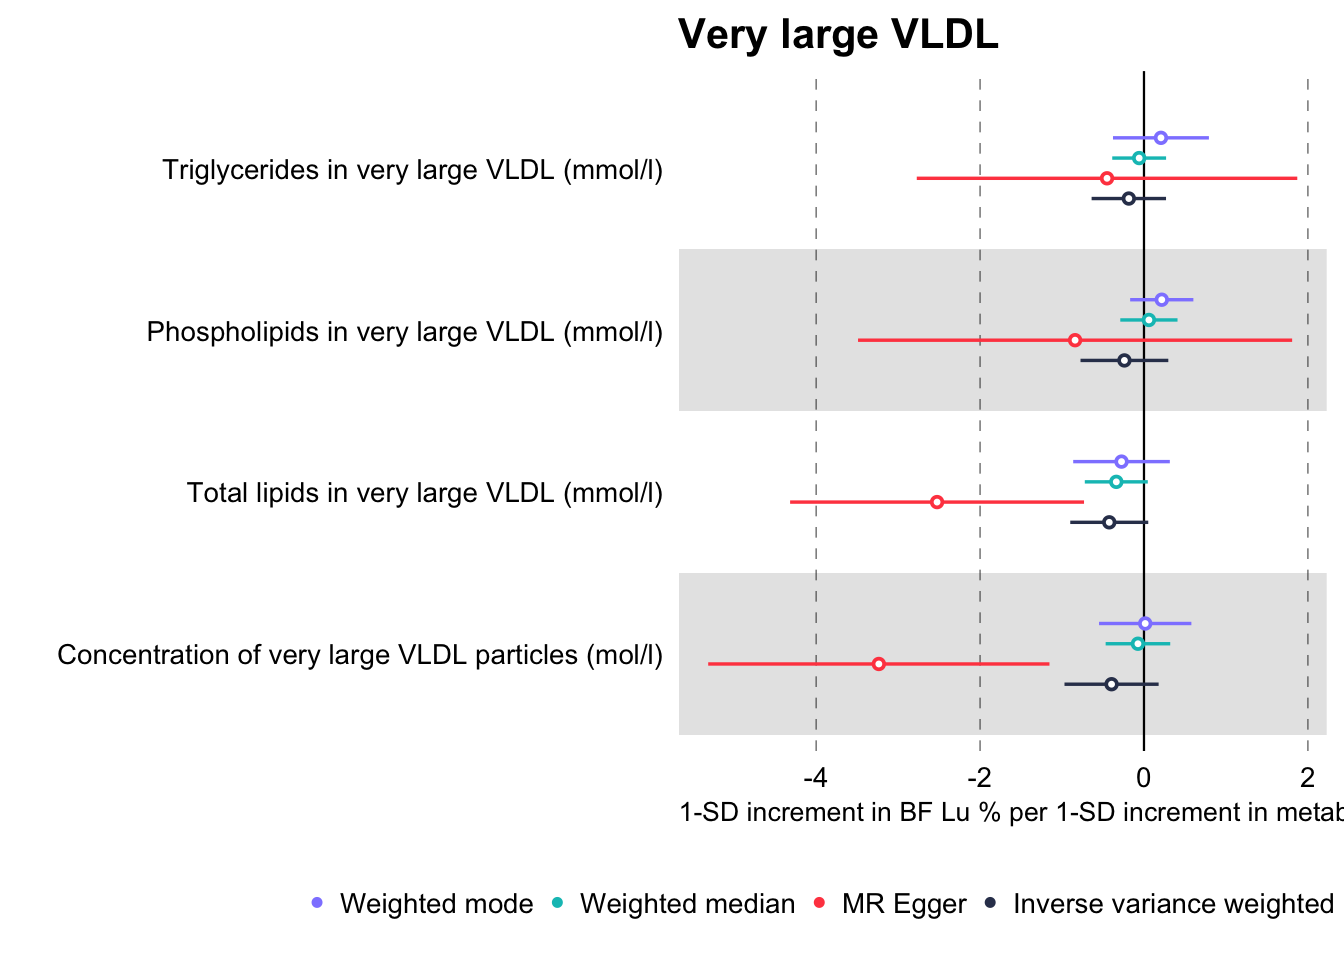 Very large VLDL
Triglycerides in very large VLDL (mmol/l)
Phospholipids in very large VLDL (mmol/l)
Total lipids in very large VLDL (mmol/l)
Concentration of very large VLDL particles (mol/l)
-4 -2 0 2
1-SD increment in BF Lu % per 1-SD increment in metab
Weighted mode Weighted median MR Egger Inverse variance weighted